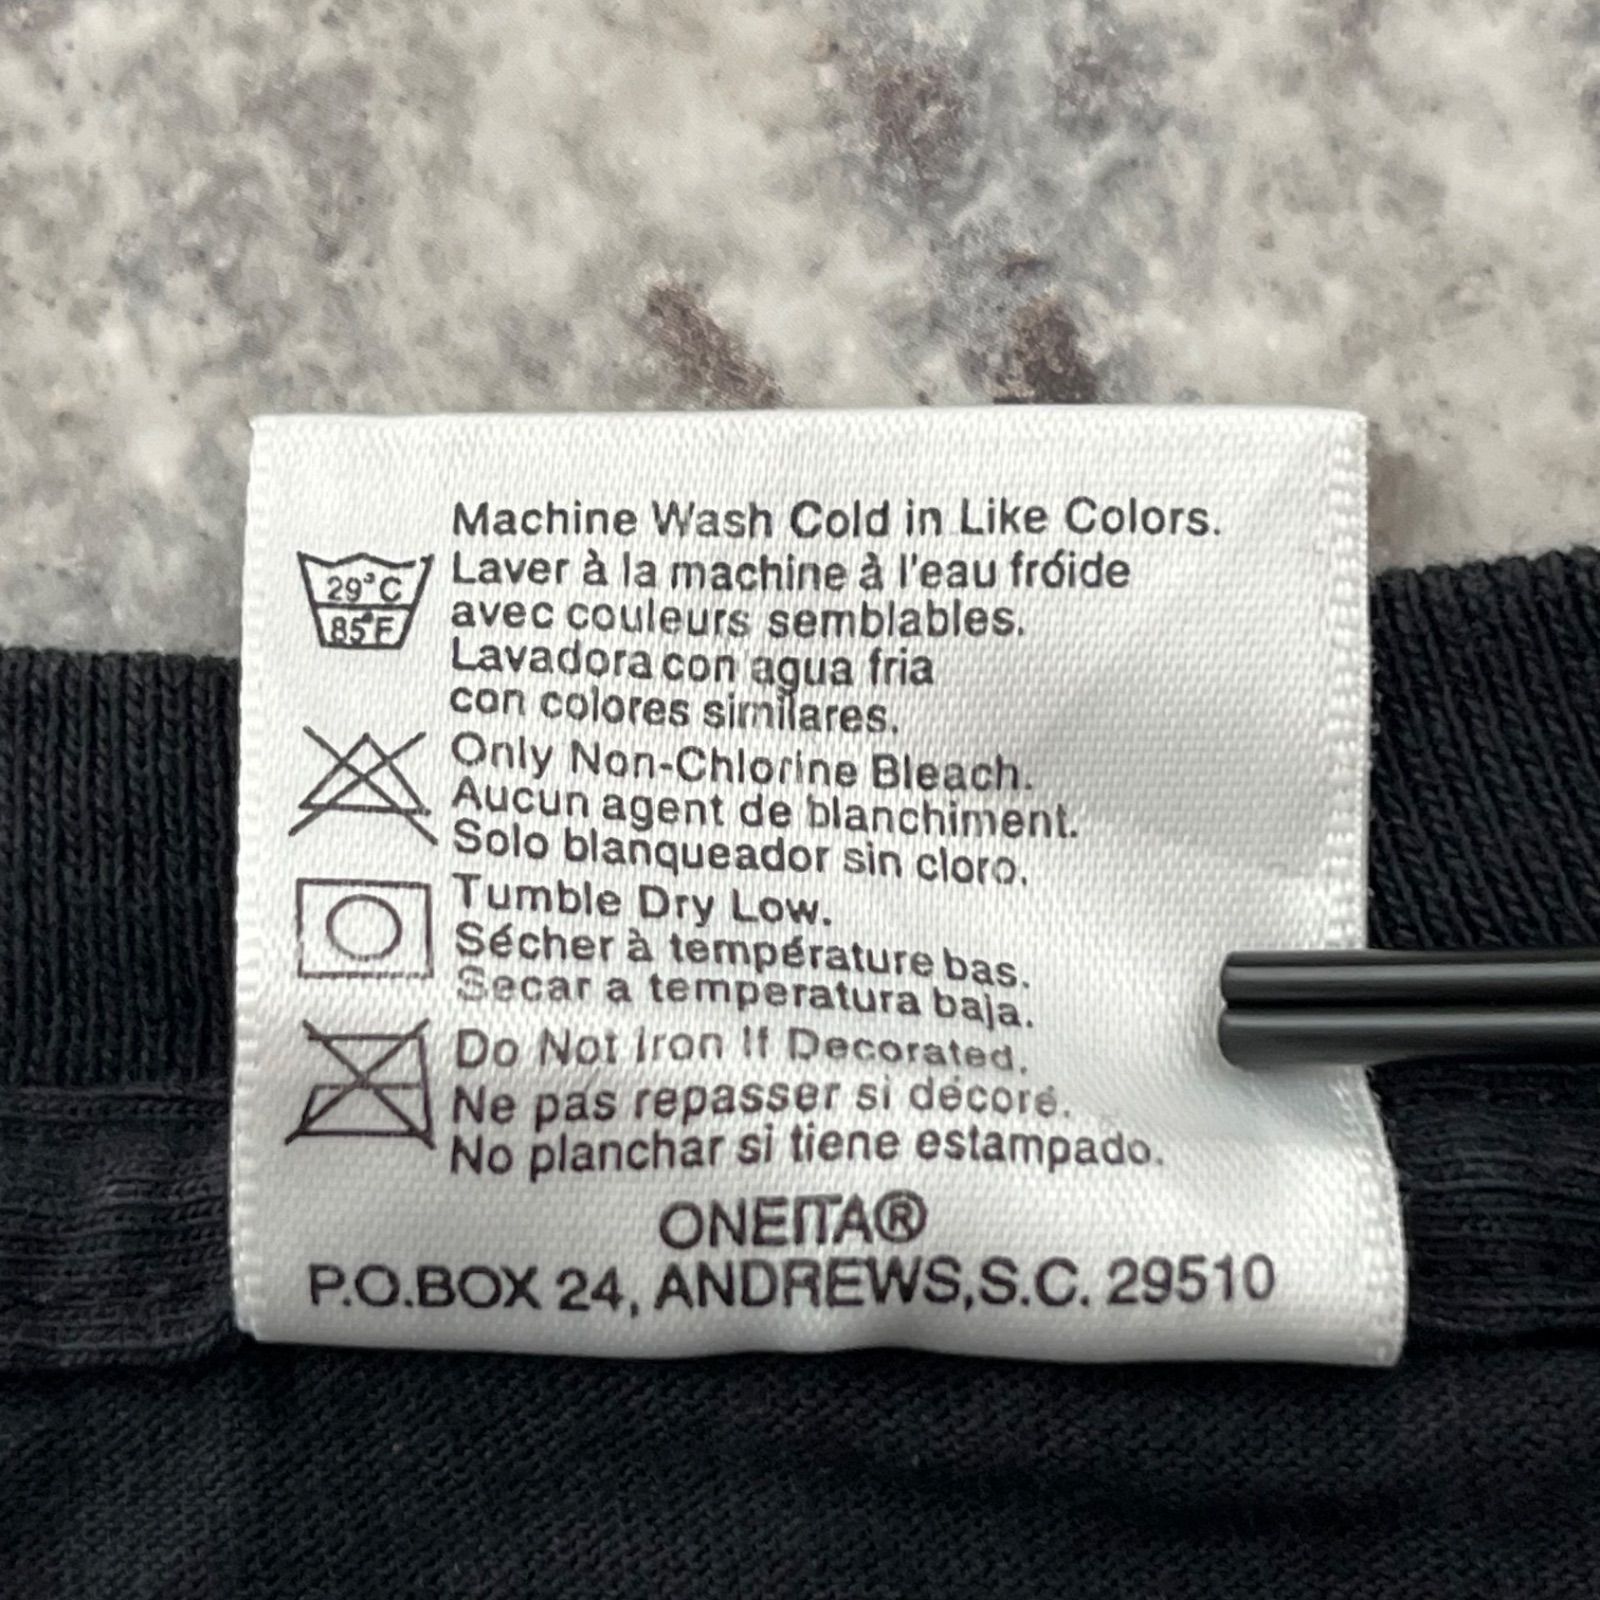 Machine Wash Cold in Like Colors.
29°C
85°F
Laver à la machine à l'eau fróide
avec couleurs semblables.
Lavadora con agua fria
con colores similares.
Only Non-Chlorine Bleach.
Aucun agent de blanchiment.
Solo blanqueador sin cloro.
Tumble Dry Low.
Sécher à température bas.
Secar a temperatura baja.
Do Not Iron If Decorated.
Ne pas repasser si décoré.
No planchar si tiene estampado.
ONEITA®
P.O.BOX 24, ANDREWS,S.C. 29510